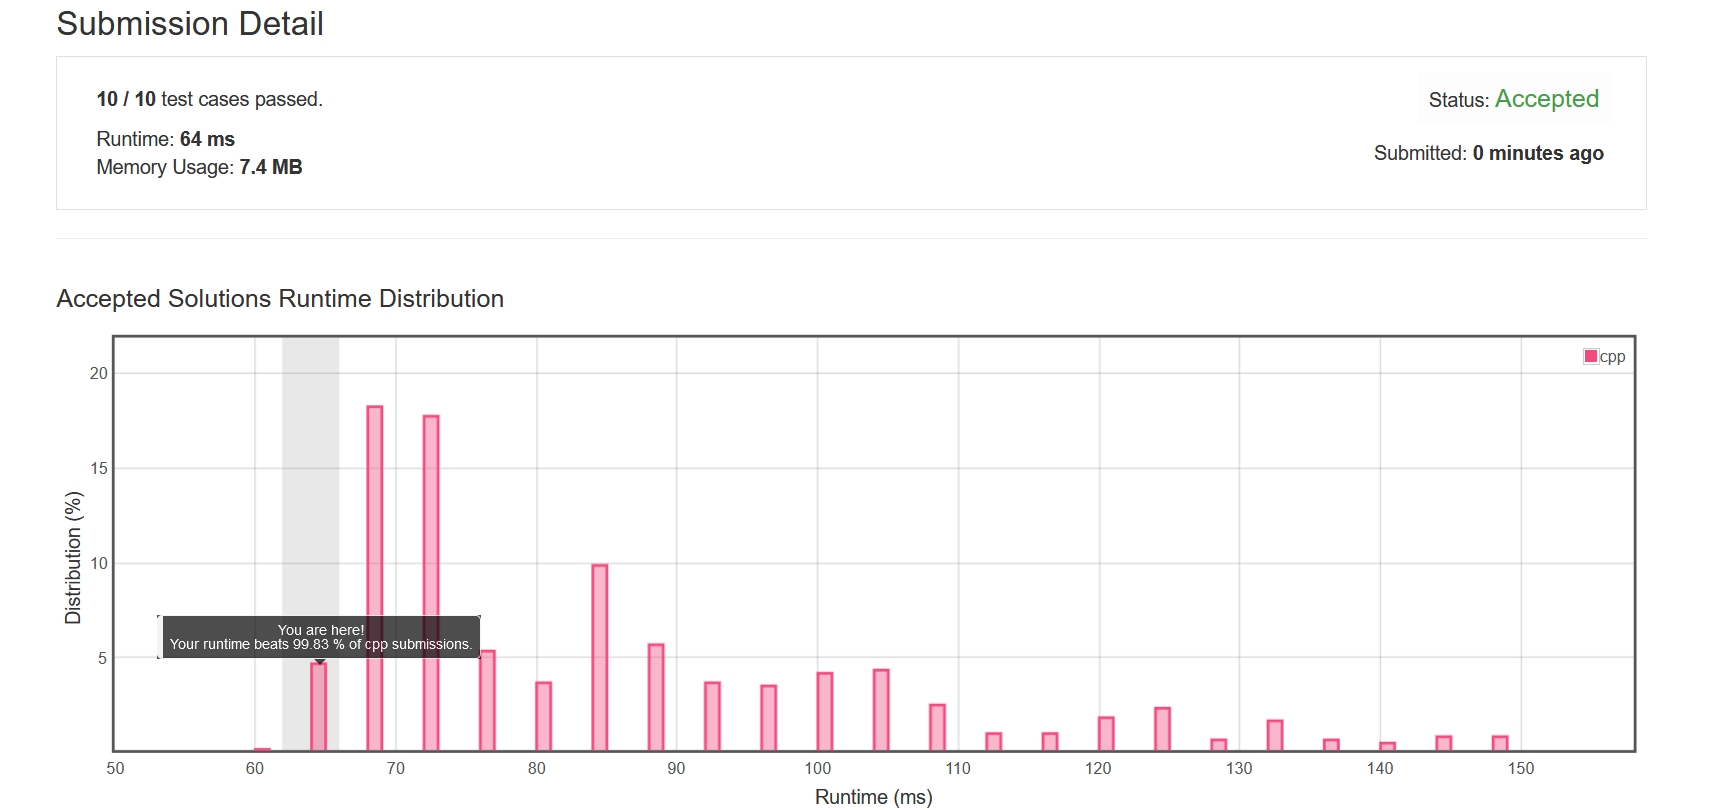 Submission Detail
10 / 10 test cases passed.
Status: Accepted
Runtime: 64 ms
Memory Usage: 7.4 MB
Submitted: 0 minutes ago
Accepted Solutions Runtime Distribution
cpp
20
15
10
5
Distribution (%)
You are here!
Your runtime beats 99.83 % of cpp submissions.
50 60 70 80 90 100 110 120 130 140 150
Runtime (ms)